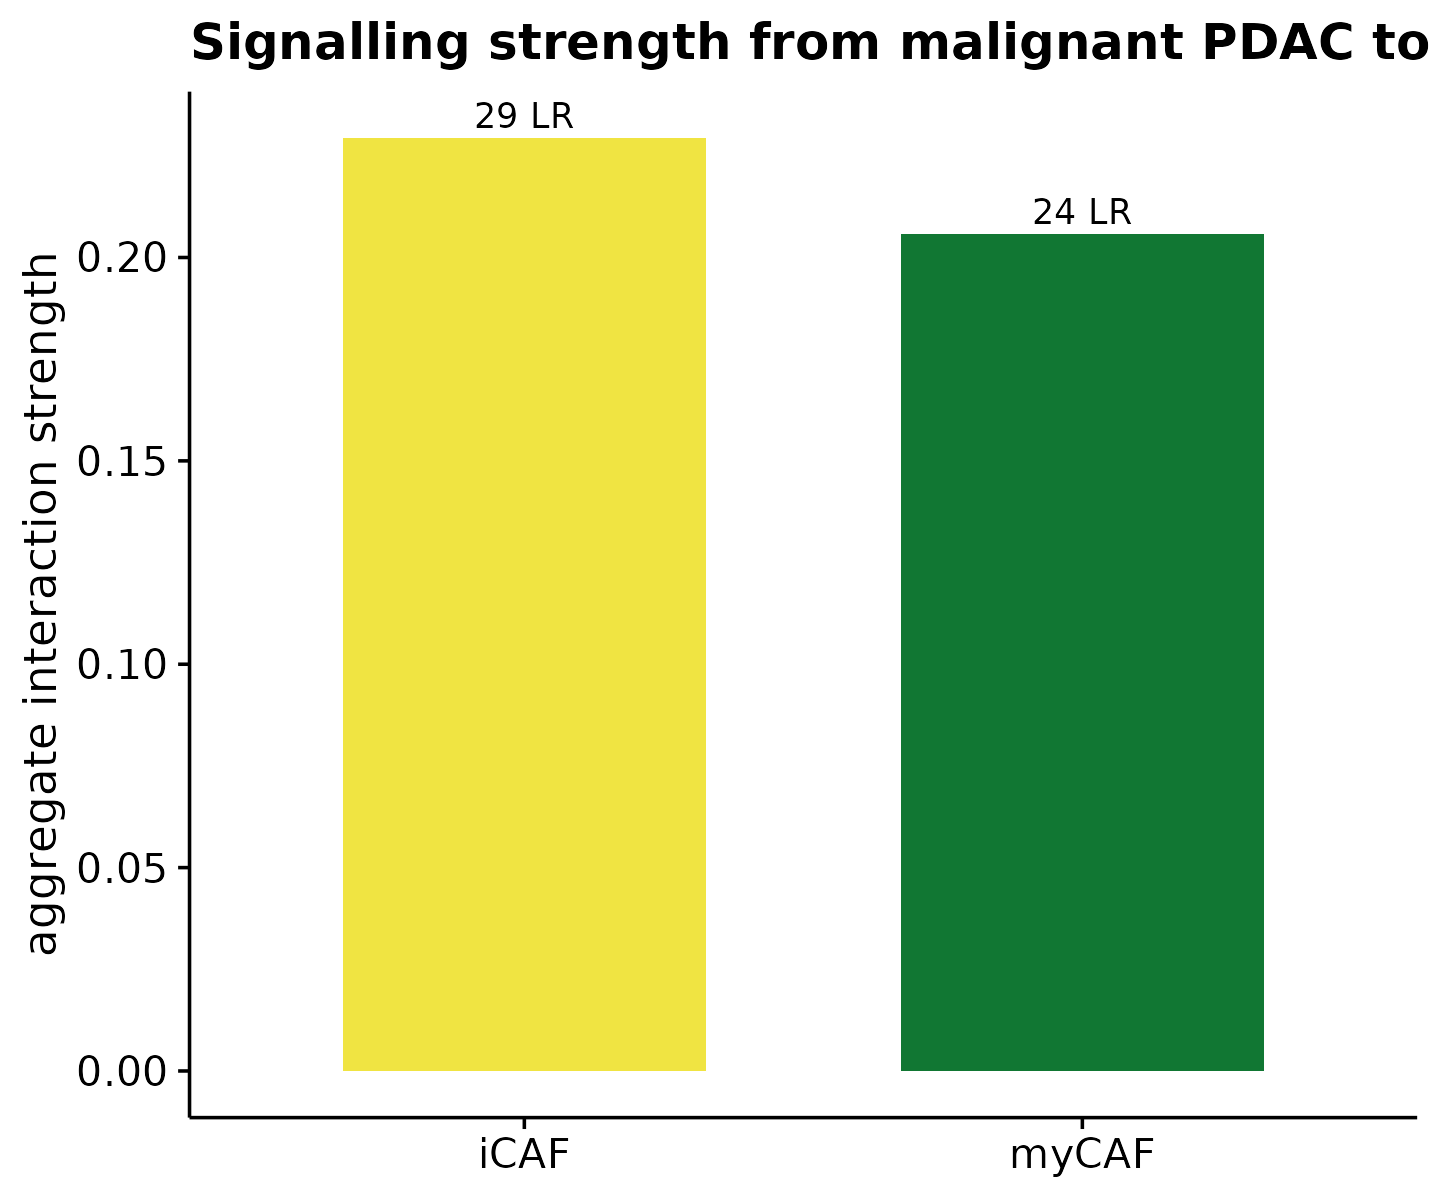 Signalling strength from malignant PDAC to
29 LR
24 LR
aggregate interaction strength
0.20
0.15
0.10
0.05
0.00
iCAF
myCAF